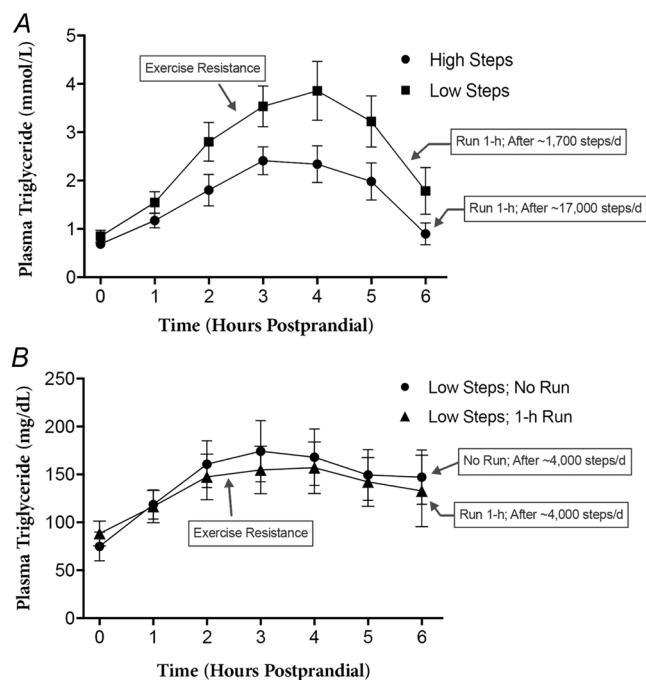 A
Plasma Triglyceride (mmol/L)
5
4
3
2
1
0
Exercise Resistance
High Steps
Low Steps
Run 1-h; After ~1,700 steps/d
Run 1-h; After ~17,000 steps/d
0 1 2 3 4 5 6
Time (Hours Postprandial)
B
Plasma Triglyceride (mg/dL)
250
200
150
100
50
0
Low Steps; No Run
Low Steps; 1-h Run
No Run; After ~4,000 steps/d
Run 1-h; After ~4,000 steps/d
Exercise Resistance
0 1 2 3 4 5 6
Time (Hours Postprandial)